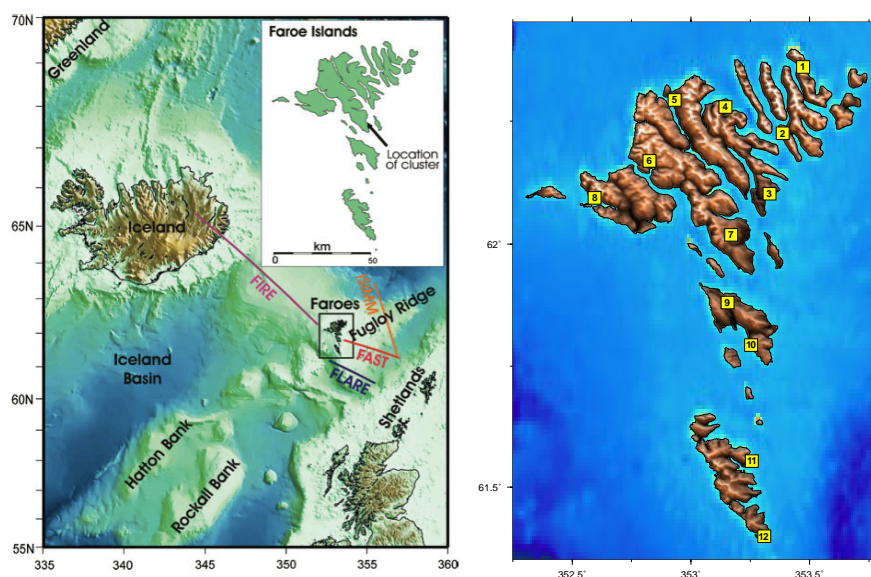 70N
65N
60N
55N
335
340
345
350
355
360
Greenland
Iceland
Iceland
Basin
Hatton Bank
Rockall Bank
FIRE
Faroes
iSIMM
Fugloy Ridge
FAST
FLARE
Shetlands
Faroe Islands
Location
of cluster
km
0
50
62˚
61.5˚
352.5˚
353˚
353.5˚
1
2
3
4
5
6
7
8
9
10
11
12